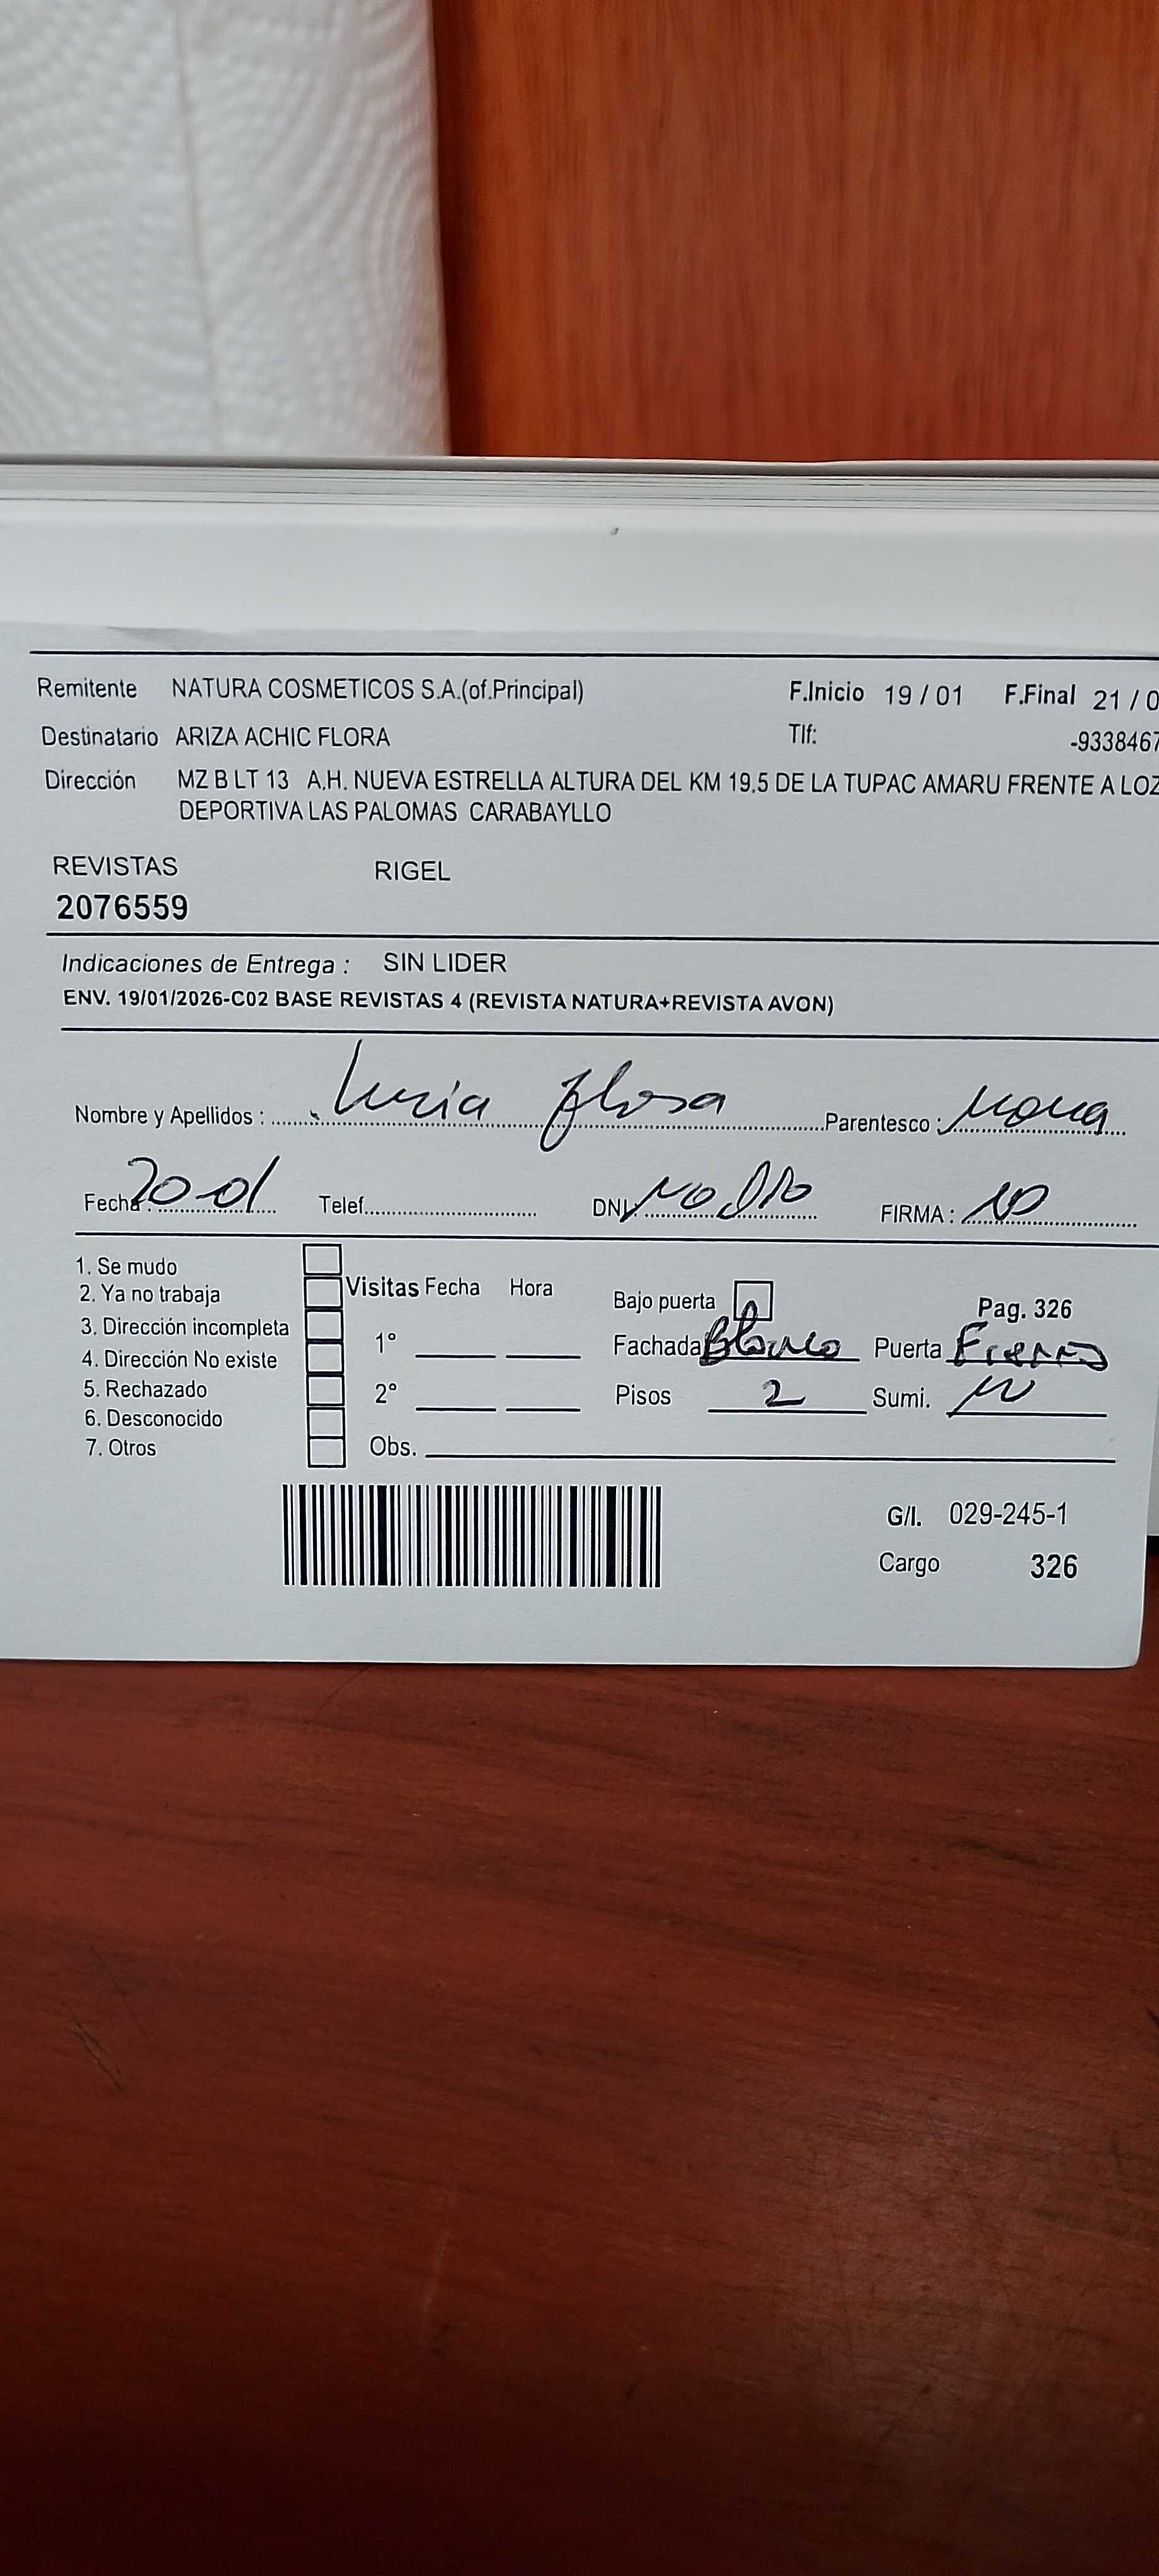 Remitente NATURA COSMETICOS S.A.(of.Principal) F.Inicio 19 / 01 F.Final 21 / 0
Destinatario ARIZA ACHIC FLORA Tlf: -9338467
Dirección MZ B LT 13 A.H. NUEVA ESTRELLA ALTURA DEL KM 19.5 DE LA TUPAC AMARU FRENTE A LOZ
DEPORTIVA LAS PALOMAS CARABAYLLO
REVISTAS RIGEL
2076559
Indicaciones de Entrega : SIN LIDER
ENV. 19/01/2026-C02 BASE REVISTAS 4 (REVISTA NATURA+REVISTA AVON)
Nombre y Apellidos : Parentesco :
Fecha : 20-01 Telef. DNI: No Dio FIRMA :
1. Se mudo
2. Ya no trabaja Visitas Fecha Hora Bajo puerta Pag. 326
3. Dirección incompleta 1° Fachada Blanco Puerta Fierro
4. Dirección No existe
5. Rechazado 2° Pisos 2 Sumi.
6. Desconocido
7. Otros Obs.
G/I. 029-245-1
Cargo 326